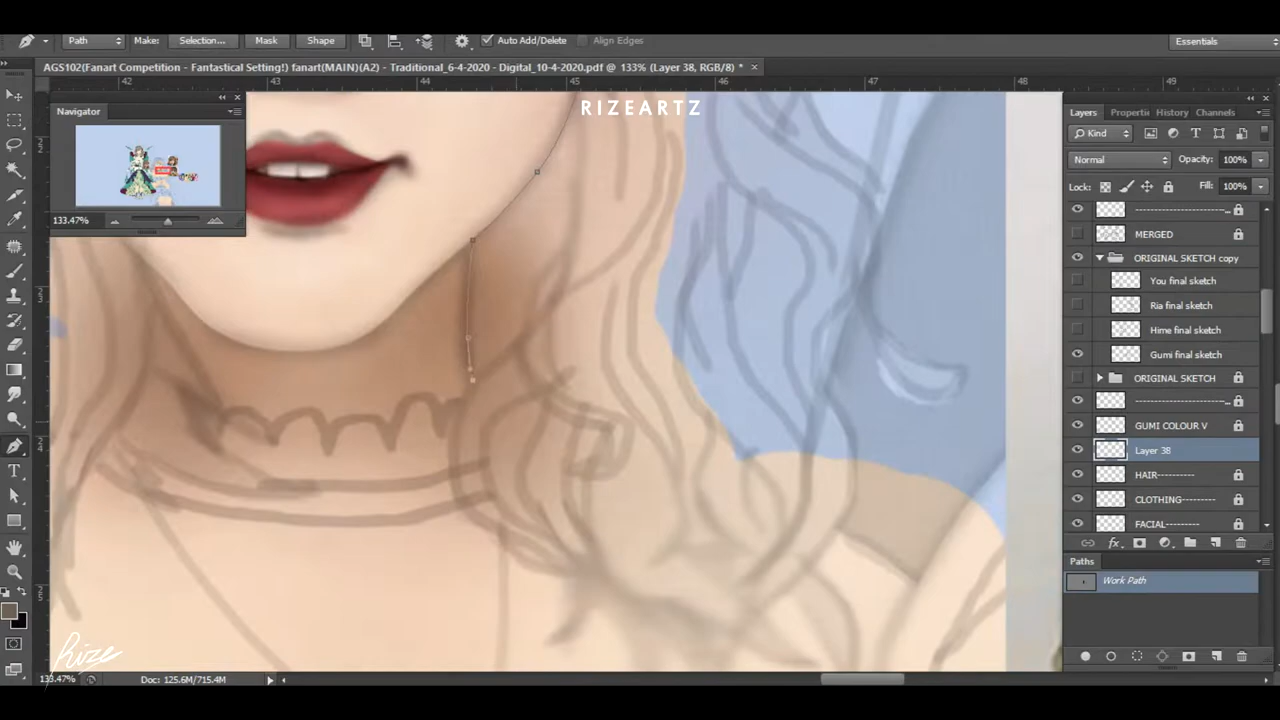 Path Make: Selection... Mask Shape Auto Add/Delete Align Edges Essentials
AGS102(Fanart Competition - Fantastical Setting!) fanart(MAIN)(A2) - Traditional_6-4-2020 - Digital_10-4-2020.pdf @ 133% (Layer 38, RGB/8) *
42 43 44 45 46 47 48 49
RIZEARTZ
Navigator
133.47%
Layers Properti History Channels
Kind
Normal Opacity: 100%
Lock: Fill: 100%
MERGED
ORIGINAL SKETCH copy
You final sketch
Ria final sketch
Hime final sketch
Gumi final sketch
ORIGINAL SKETCH
GUMI COLOUR V
Layer 38
HAIR----------
CLOTHING---------
FACIAL---------
Paths
Work Path
Rize
133.47% Doc: 125.6M/715.4M